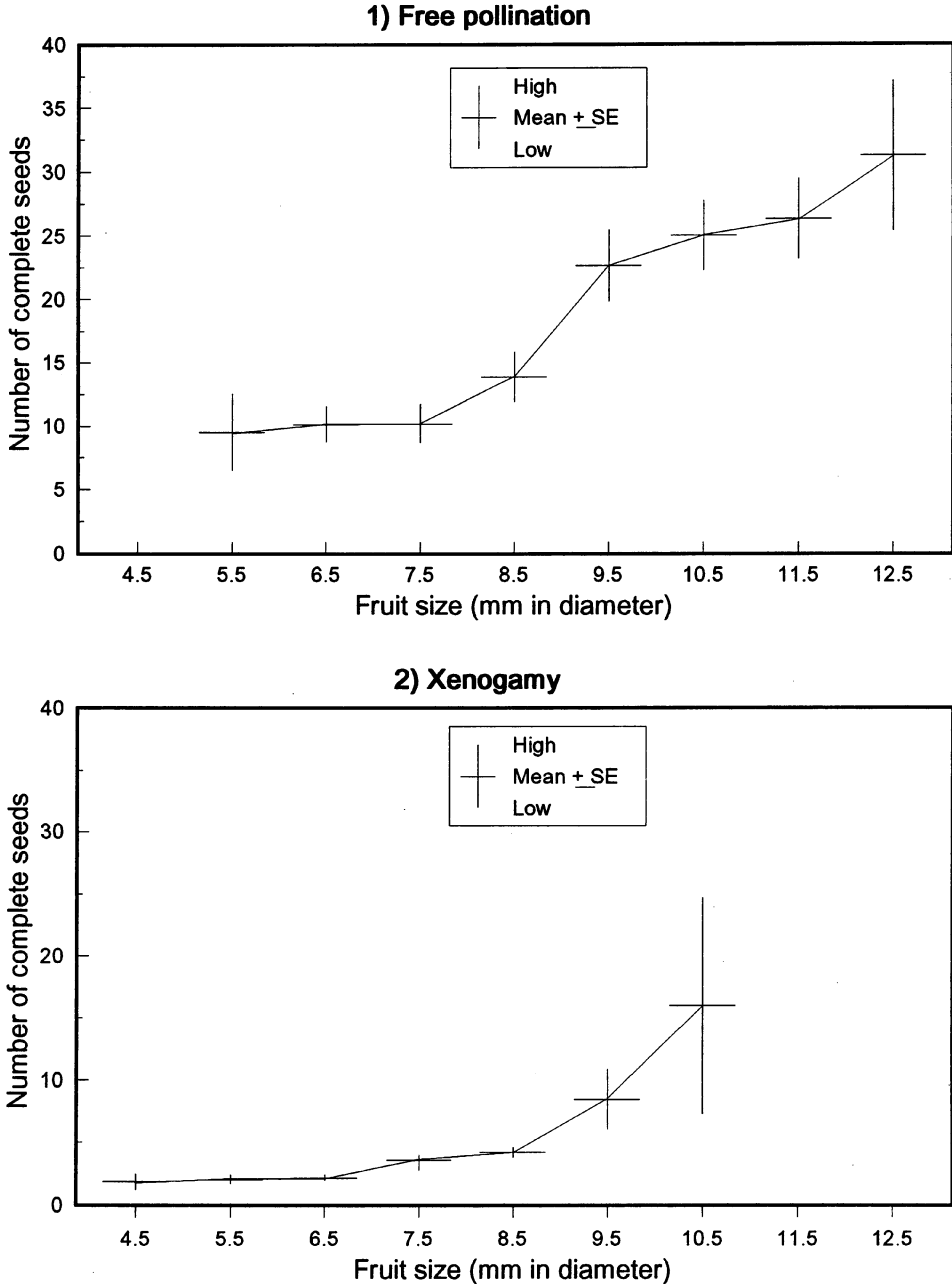 1) Free pollination
40
35
30
25
20
15
10
5
0
Number of complete seeds
High
Mean ± SE
Low
4.5 5.5 6.5 7.5 8.5 9.5 10.5 11.5 12.5
Fruit size (mm in diameter)
2) Xenogamy
40
30
20
10
0
Number of complete seeds
High
Mean ± SE
Low
4.5 5.5 6.5 7.5 8.5 9.5 10.5 11.5 12.5
Fruit size (mm in diameter)